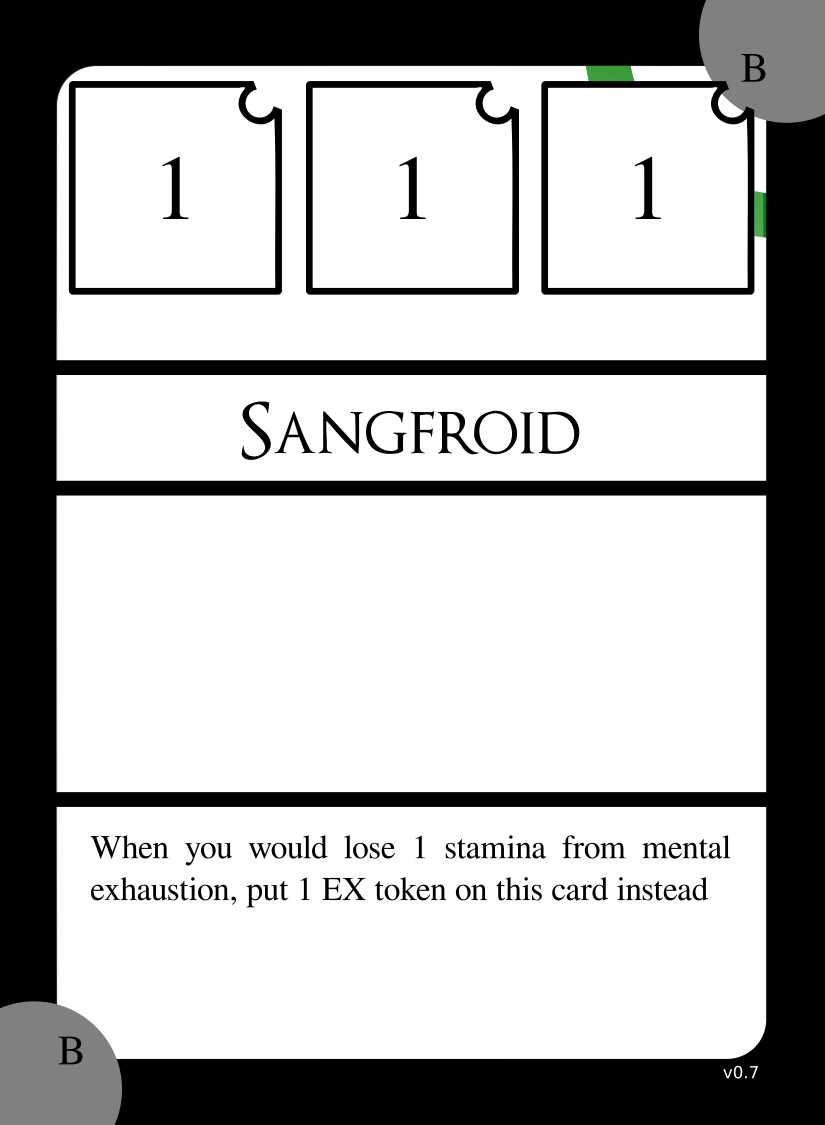 B
1 1 1
SANGFROID
When you would lose 1 stamina from mental
exhaustion, put 1 EX token on this card instead
B
v0.7